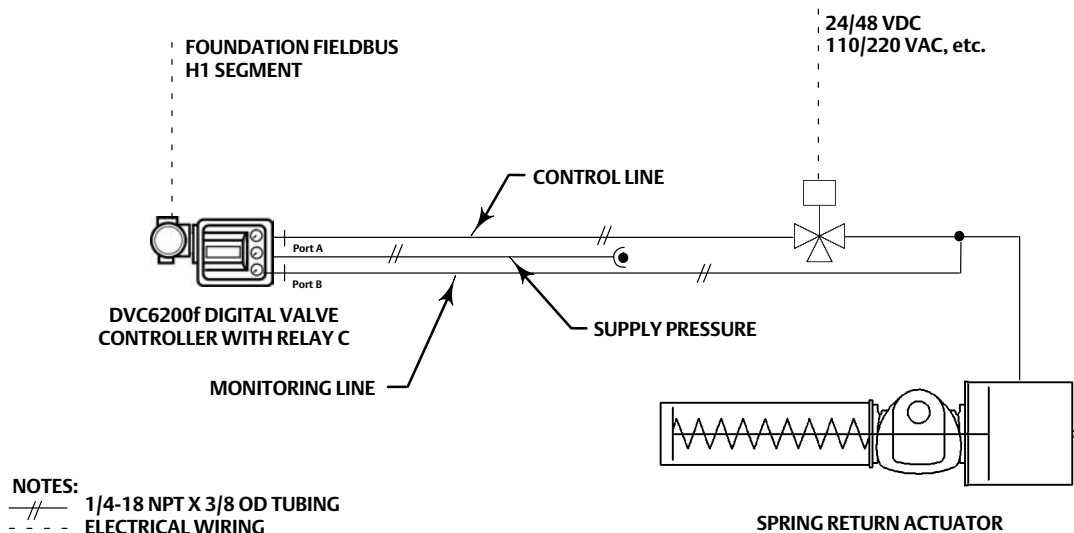 24/48 VDC
110/220 VAC, etc.
FOUNDATION FIELDBUS
H1 SEGMENT
CONTROL LINE
Port A
Port B
DVC6200f DIGITAL VALVE
CONTROLLER WITH RELAY C
SUPPLY PRESSURE
MONITORING LINE
NOTES:
1/4-18 NPT X 3/8 OD TUBING
ELECTRICAL WIRING
SPRING RETURN ACTUATOR